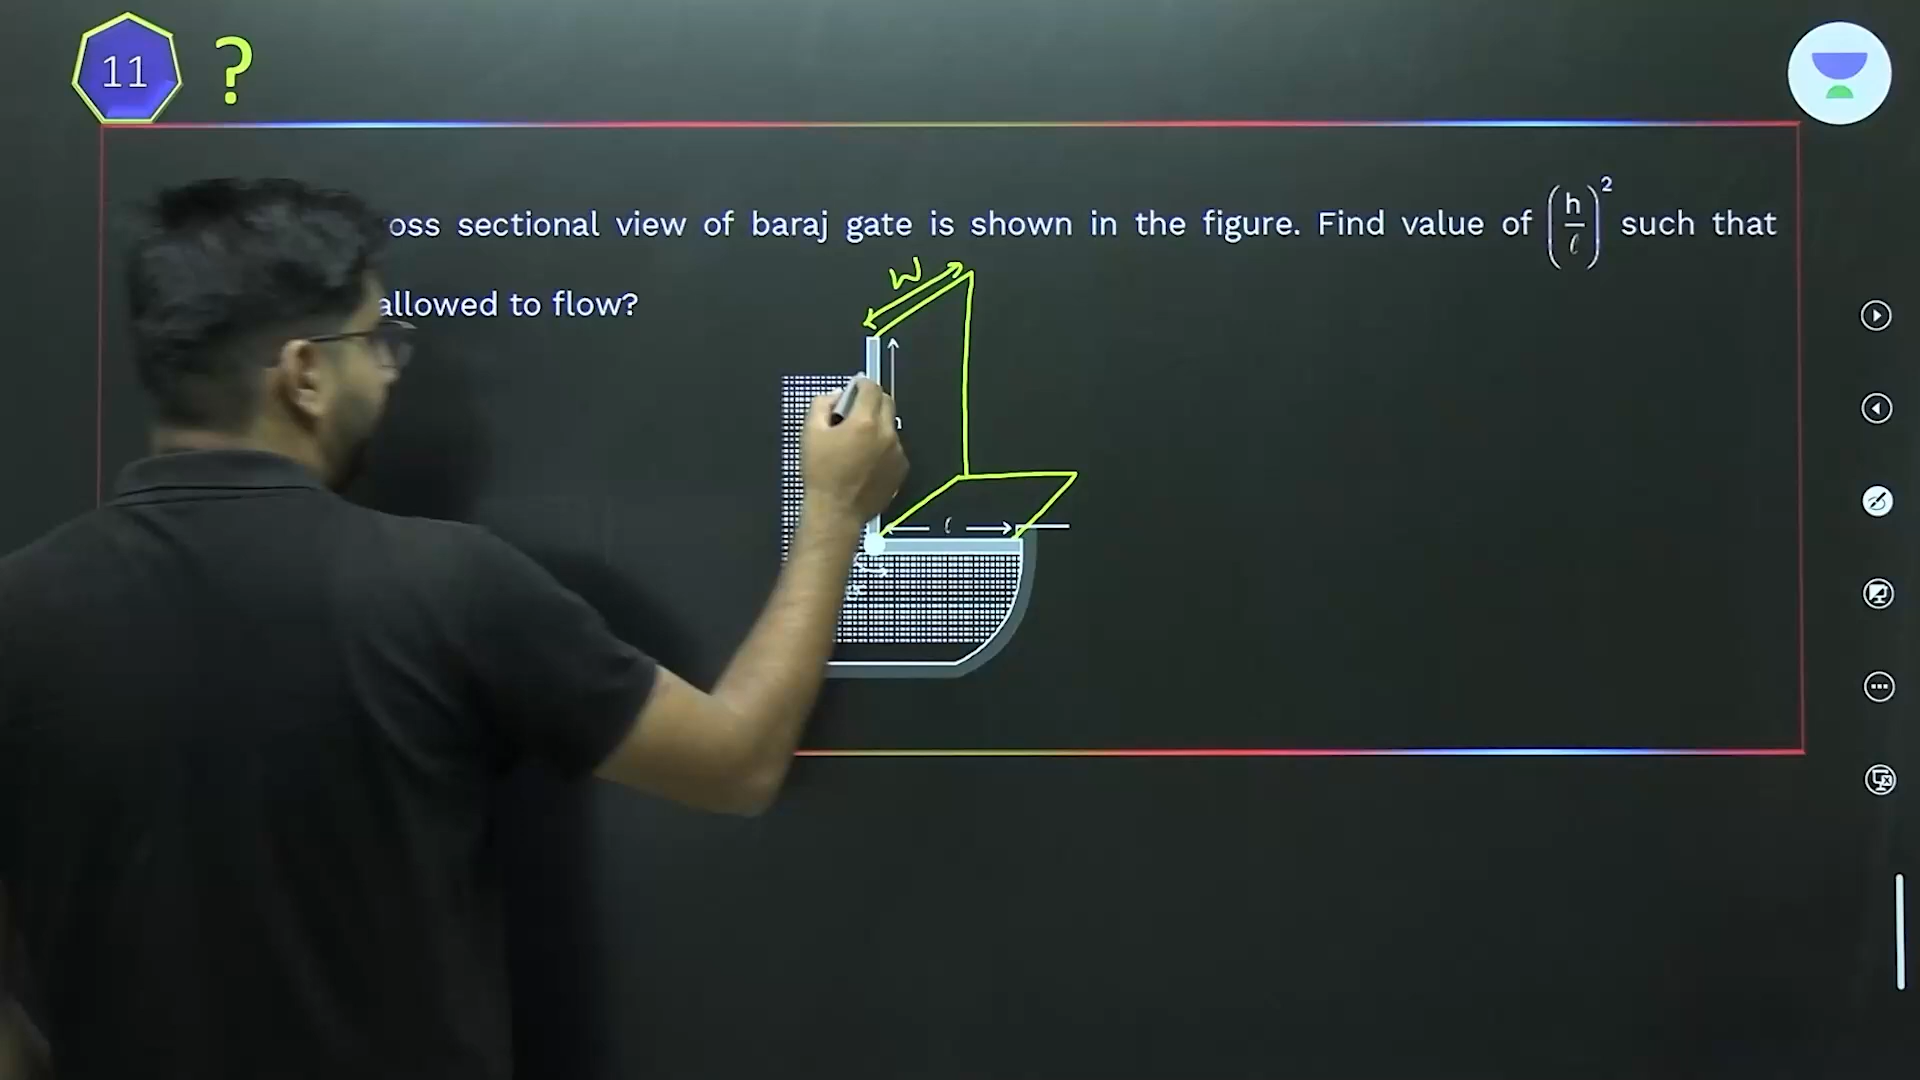 11 ?
oss sectional view of baraj gate is shown in the figure. Find value of (h/ℓ)² such that
allowed to flow?
W
ℓ